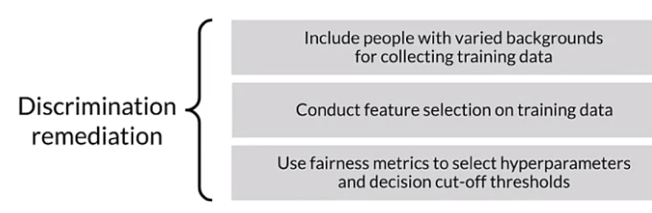 Discrimination
remediation
Include people with varied backgrounds
for collecting training data
Conduct feature selection on training data
Use fairness metrics to select hyperparameters
and decision cut-off thresholds